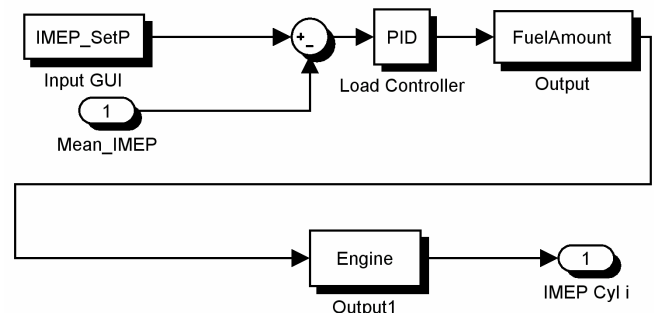 IMEP_SetP
+
-
PID
FuelAmount
Input GUI
Load Controller
Output
1
Mean_IMEP
Engine
1
Output1
IMEP Cyl i